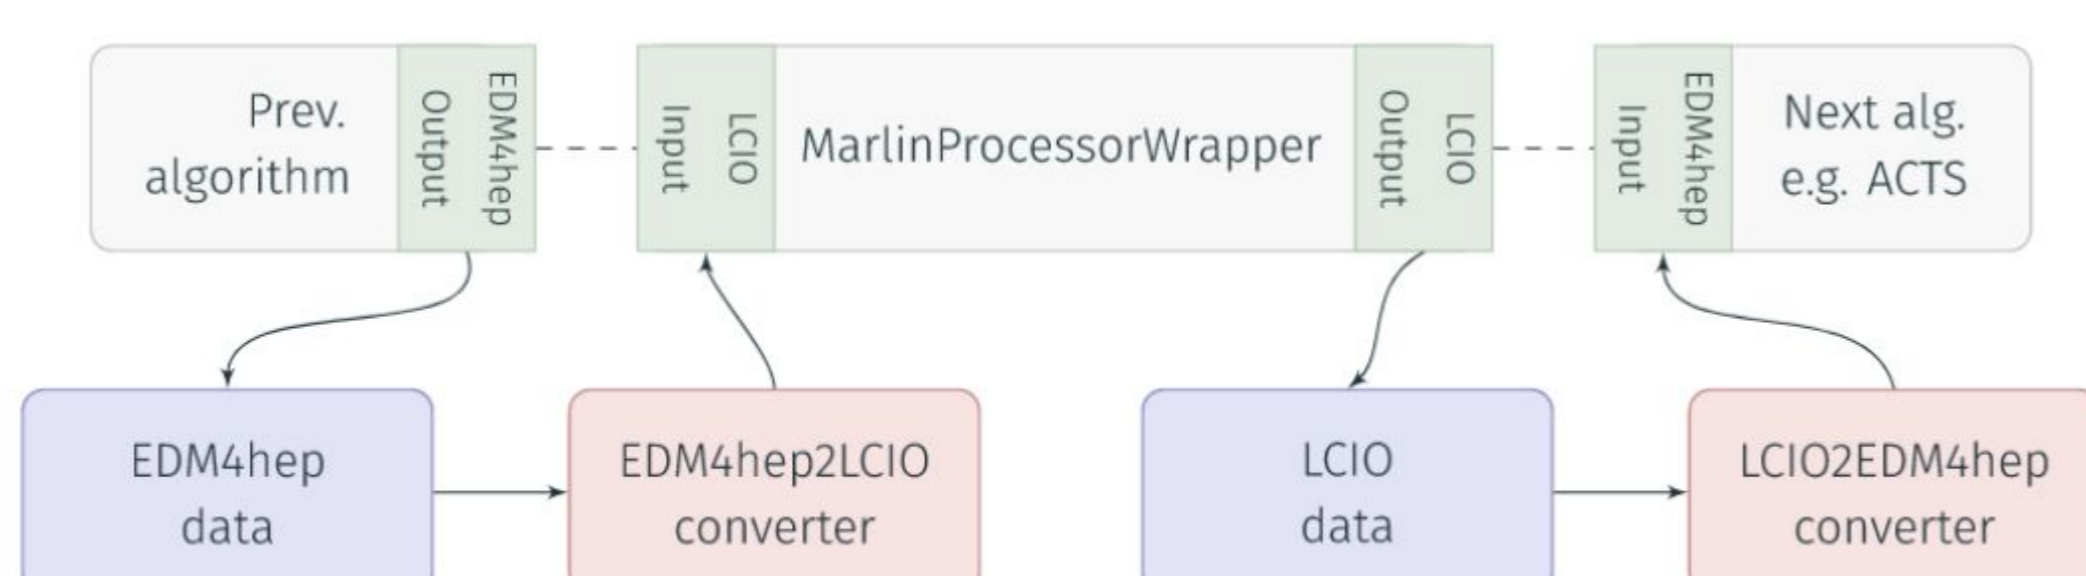 Prev.
algorithm
EDM4hep
Output
LCIO
Input
MarlinProcessorWrapper
LCIO
Output
EDM4hep
Input
Next alg.
e.g. ACTS
EDM4hep
data
EDM4hep2LCIO
converter
LCIO
data
LCIO2EDM4hep
converter